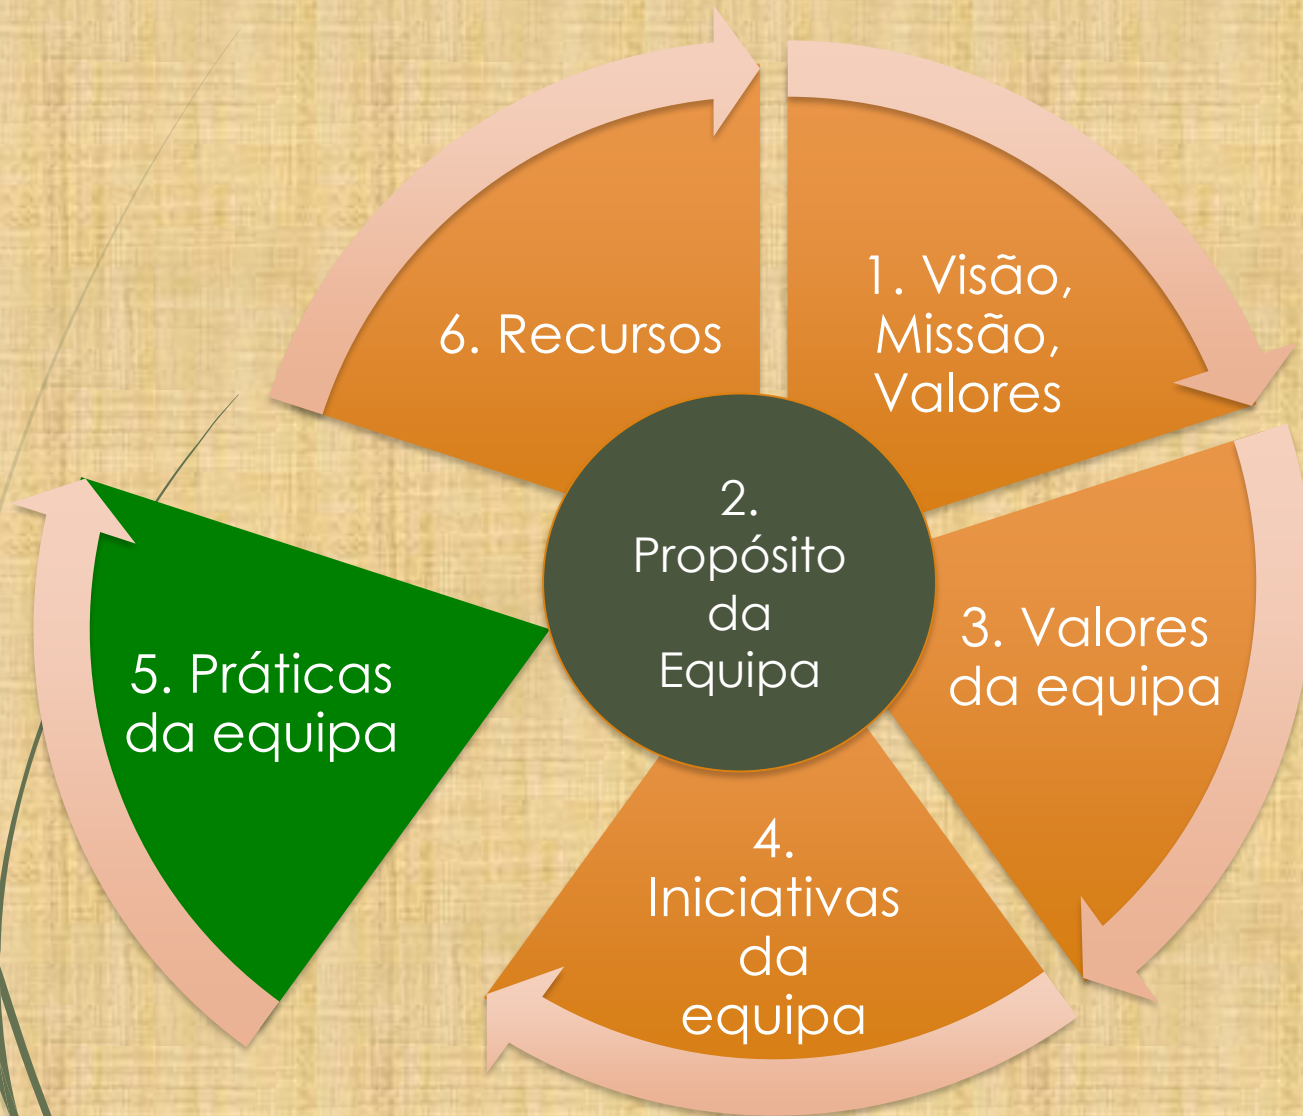 1. Visão,
Missão,
Valores
2.
Propósito
da
Equipa
3. Valores
da equipa
4.
Iniciativas
da
equipa
5. Práticas
da equipa
6. Recursos